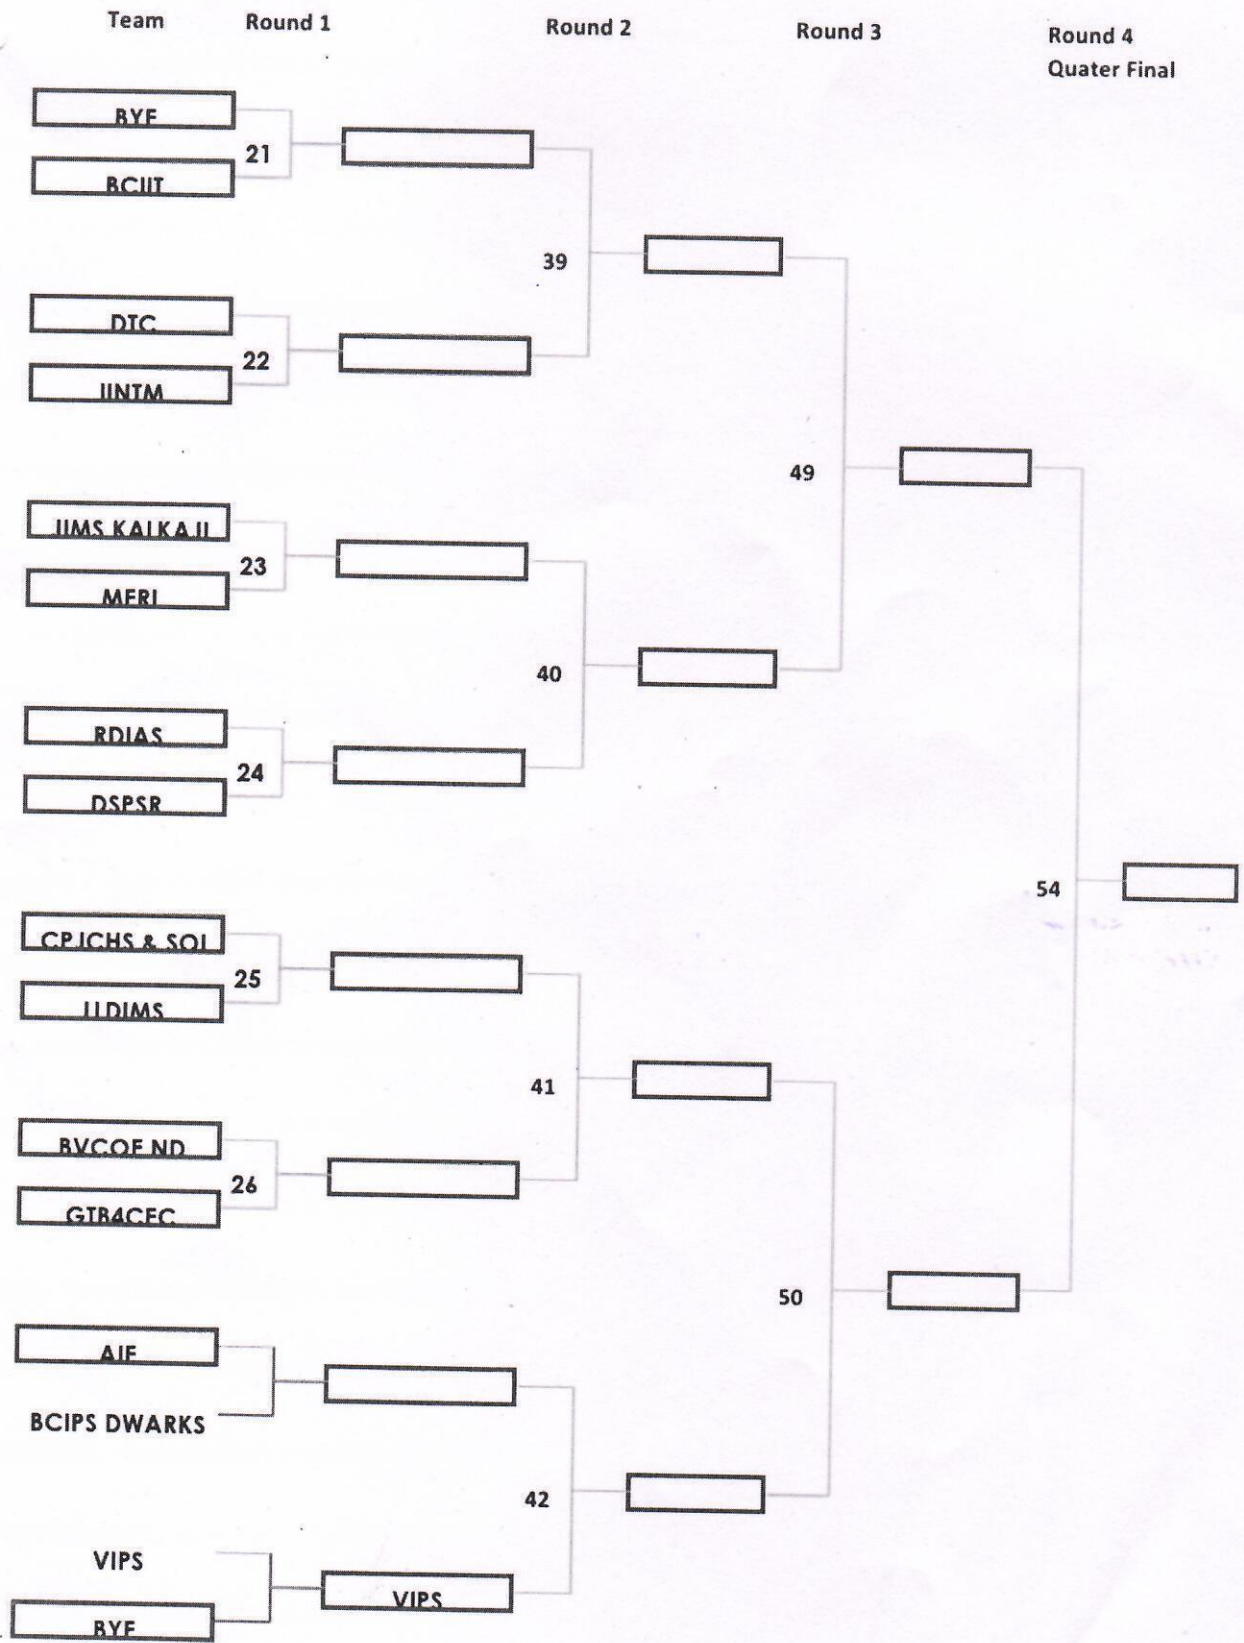 Team Round 1 Round 2 Round 3 Round 4
Quater Final
BYE
21
BCIIT
39
DTC
22
IINTM
49
JIMS KALKAJI
23
MERI
40
RDIAS
24
DSPSR
54
CPJCHS & SOL
25
LLDIMS
41
BVCOE ND
26
GTB4CEC
50
AIE
BCIPS DWARKS
42
VIPS
VIPS
BYE